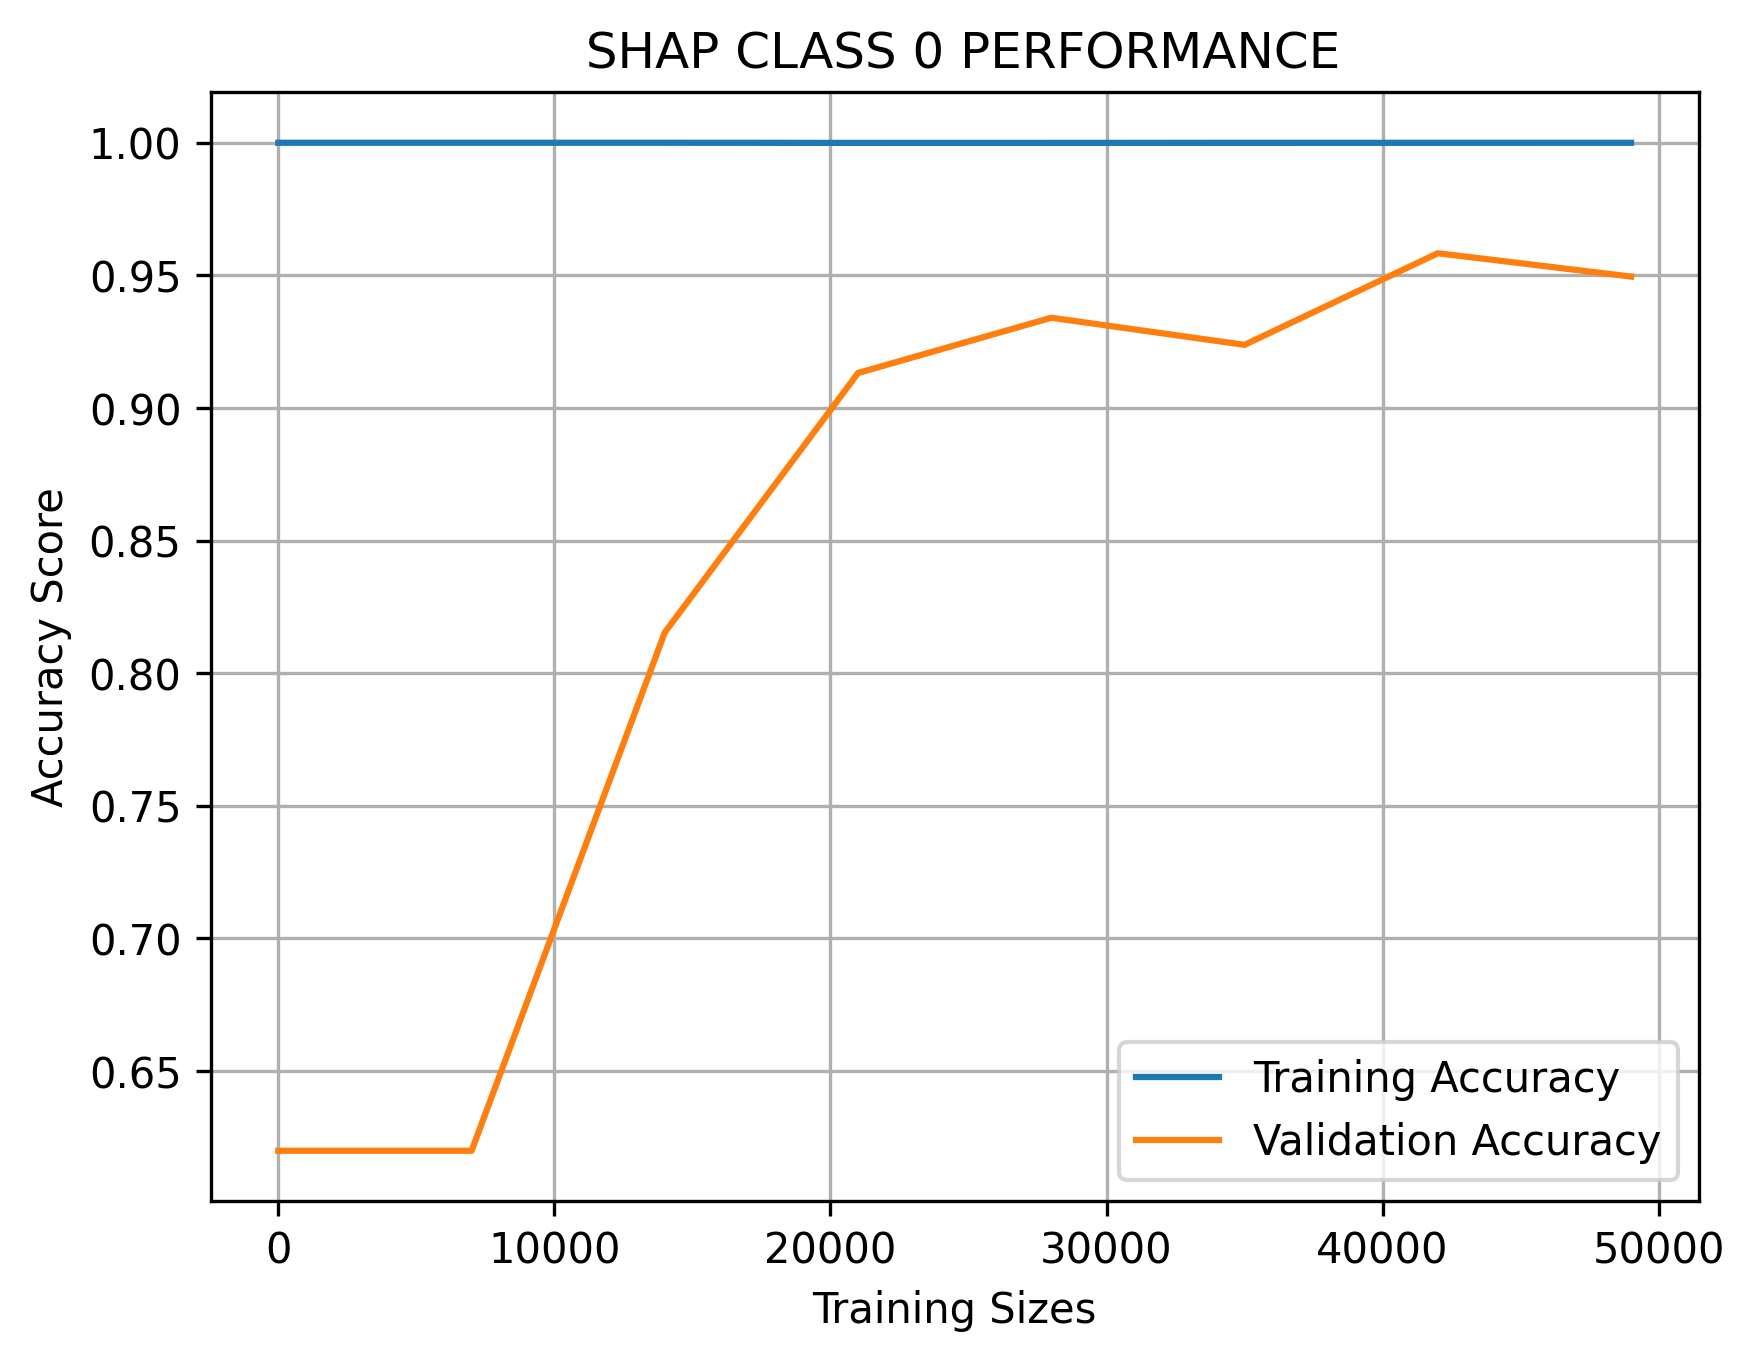 SHAP CLASS 0 PERFORMANCE
1.00
0.95
0.90
0.85
0.80
0.75
0.70
0.65
Accuracy Score
Training Accuracy
Validation Accuracy
0 10000 20000 30000 40000 50000
Training Sizes